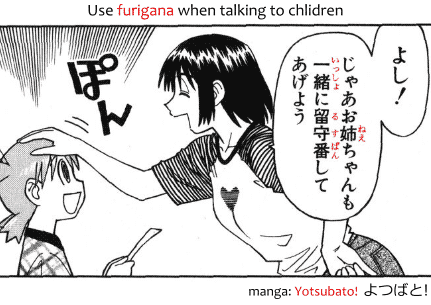 Use furigana when talking to chlidren
よし!
じゃあお姉ちゃんも
ねえ
一緒に留守番して
いっしょ るすばん
あげよう
ぽん
manga: Yotsubato! よつばと!